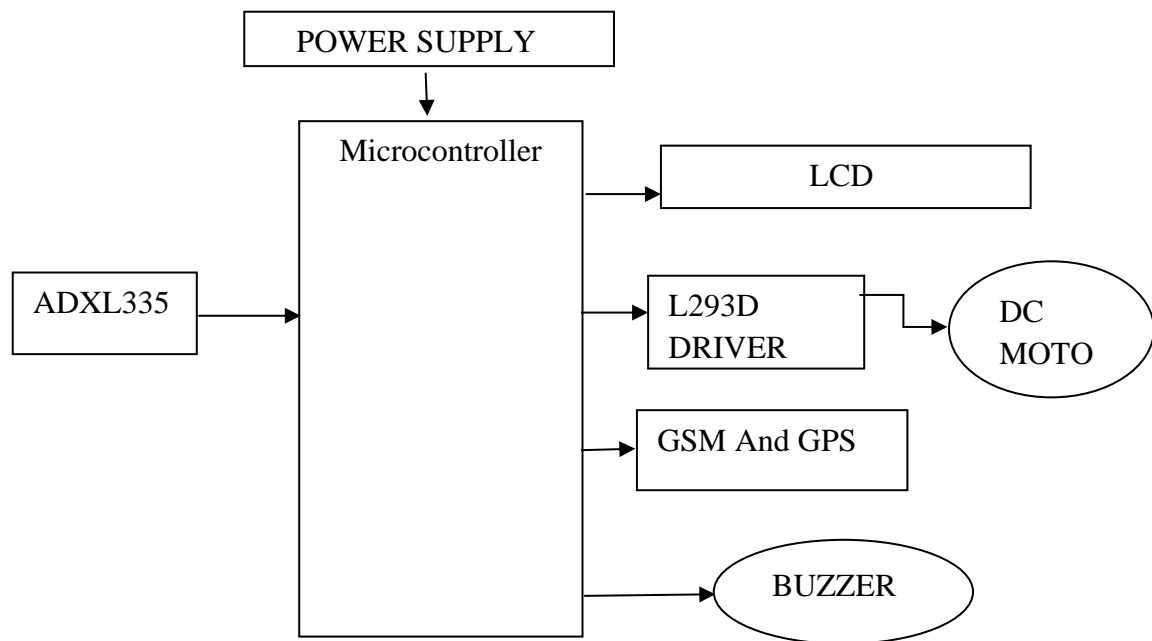 POWER SUPPLY
Microcontroller
LCD
ADXL335
L293D
DRIVER
DC
MOTO
GSM And GPS
BUZZER